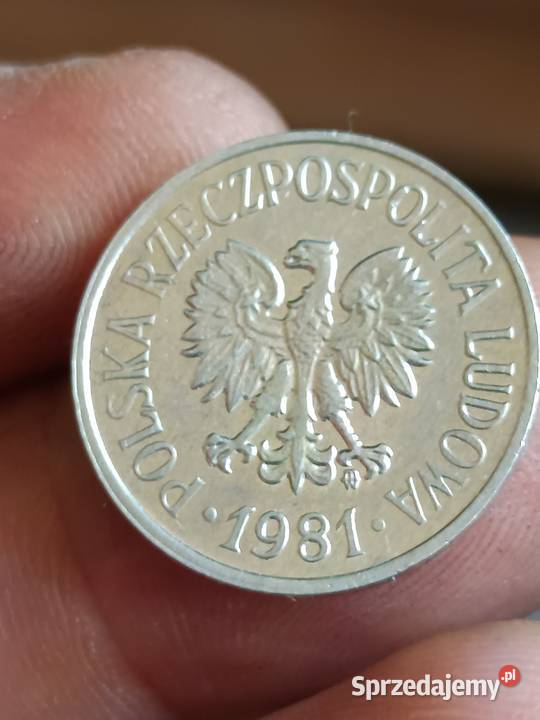 POLSKA RZECZPOSPOLITA LUDOWA
· 1981 ·
Sprzedajemy.pl